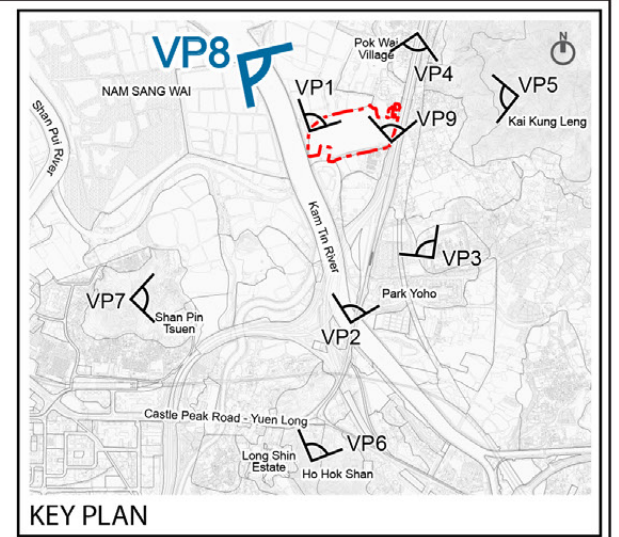 VP8
Pok Wai
Village
N
VP4
NAM SANG WAI
VP1
VP5
VP9
Kai Kung Leng
Shan Pui River
Kam Tin River
VP3
VP7
Shan Pin
Tsuen
Park Yoho
VP2
Castle Peak Road - Yuen Long
VP6
Long Shin
Estate
Ho Hok Shan
KEY PLAN